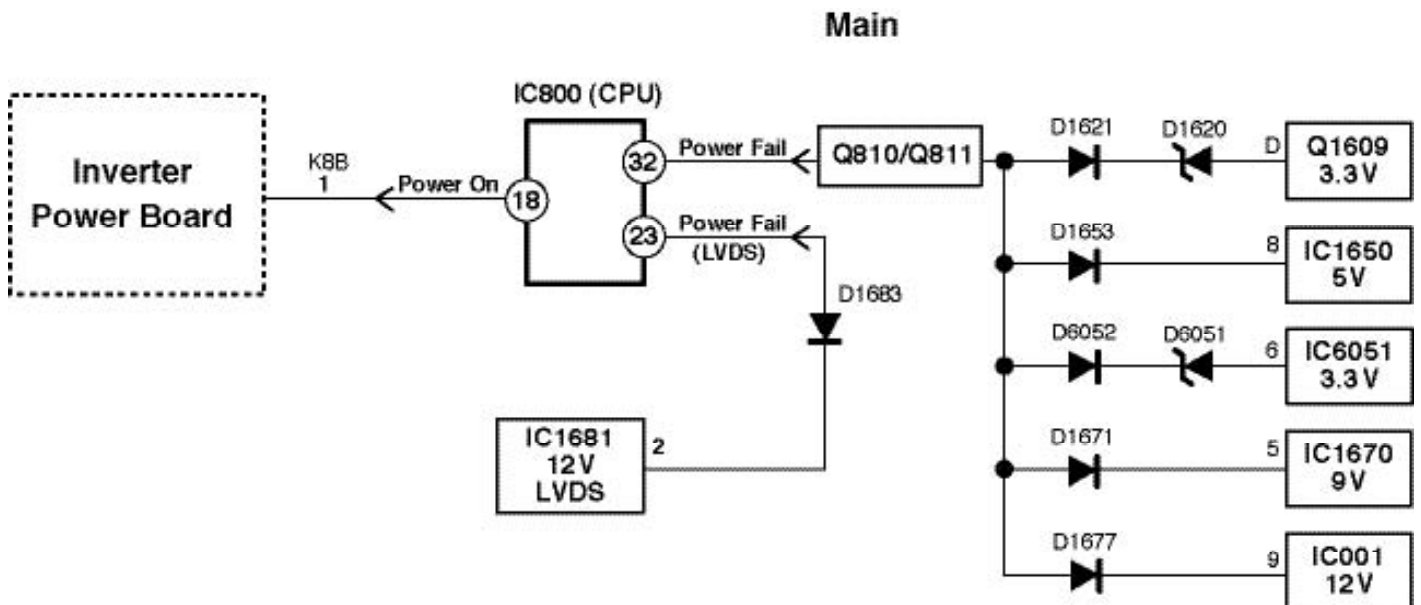 Main
Inverter
Power Board
K8B
1
Power On
IC800 (CPU)
18
32
23
Power Fail
Power Fail
(LVDS)
D1683
IC1681
12V
LVDS
2
Q810/Q811
D1621
D1620
D
Q1609
3.3V
D1653
8
IC1650
5V
D6052
D6051
6
IC6051
3.3V
D1671
5
IC1670
9V
D1677
9
IC001
12V